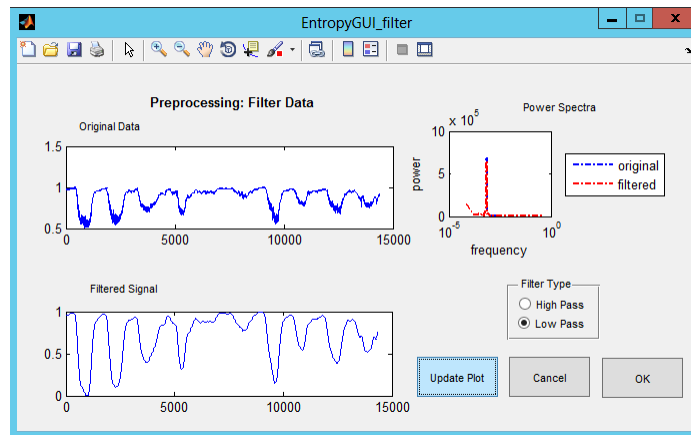 EntropyGUI_filter
Preprocessing: Filter Data
Original Data
1.5
1
0.5
0 5000 10000 15000
Power Spectra
x 10^5
10
5
0
power
10^-5 10^0
frequency
original
filtered
Filtered Signal
1
0.5
0
0 5000 10000 15000
Filter Type
High Pass
Low Pass
Update Plot
Cancel
OK